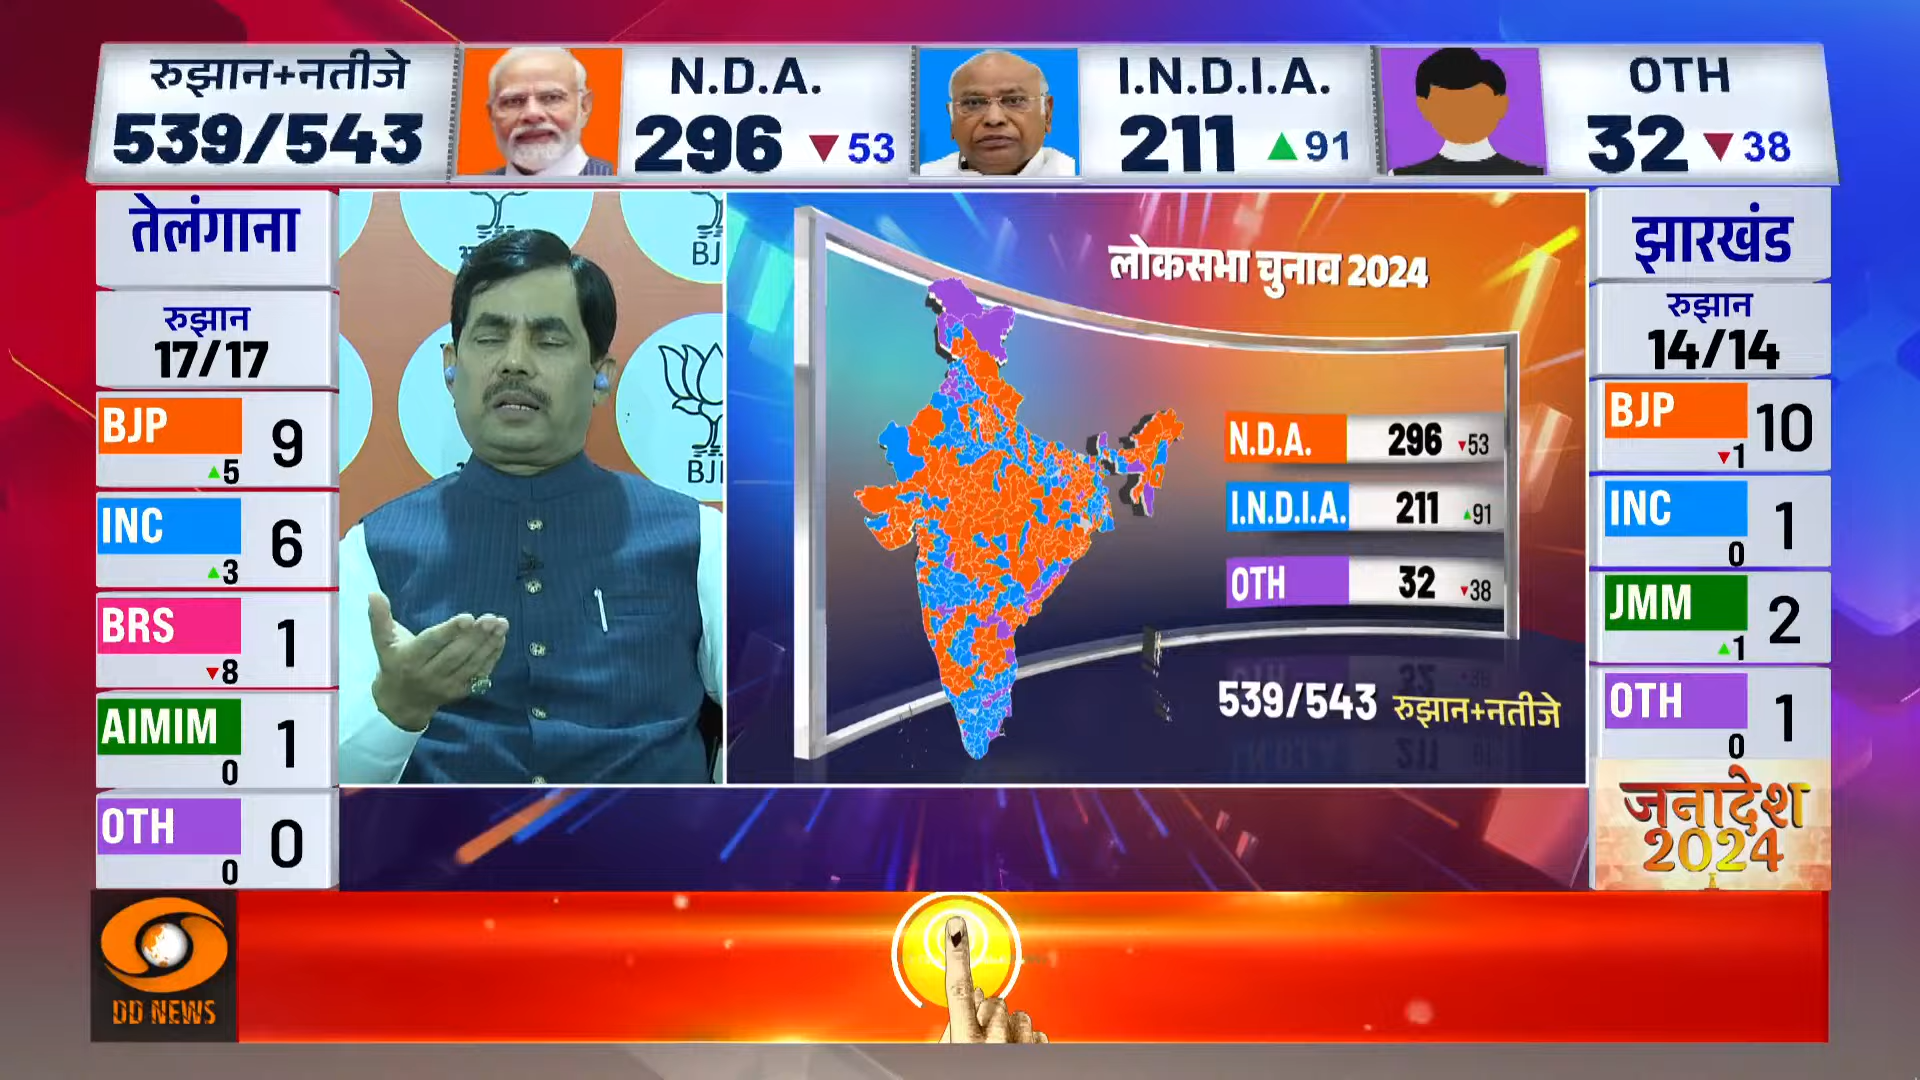 रुझान+नतीजे
539/543
N.D.A.
296 ▼53
I.N.D.I.A.
211 ▲91
OTH
32 ▼38
तेलंगाना
रुझान
17/17
BJP 9
▲5
INC 6
▲3
BRS 1
▼8
AIMIM 1
0
OTH 0
0
BJ
BJ
लोकसभा चुनाव 2024
N.D.A. 296 ▼53
I.N.D.I.A. 211 ▲91
OTH 32 ▼38
539/543 रुझान+नतीजे
झारखंड
रुझान
14/14
BJP 10
▼1
INC 1
0
JMM 2
▲1
OTH 1
0
जनादेश
2024
DD NEWS